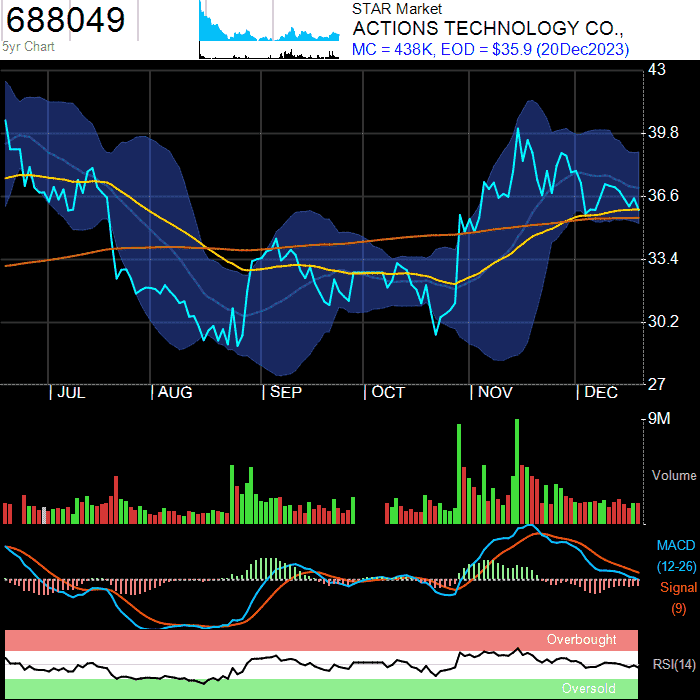 688049
5yr Chart
STAR Market
ACTIONS TECHNOLOGY CO.,
MC = 438K, EOD = $35.9 (20Dec2023)
43
39.8
36.6
33.4
30.2
27
| JUL | AUG | SEP | OCT | NOV | DEC
9M
Volume
MACD
(12-26)
Signal
(9)
Overbought
RSI(14)
Oversold